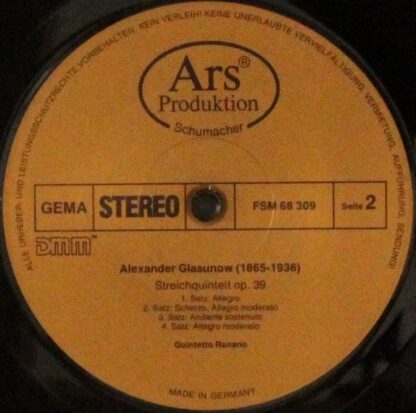 ALLE URHEBER- UND LEISTUNGSSCHUTZRECHTE VORBEHALTEN. KEIN VERLEIH! KEINE UNERLAUBTE VERVIELFÄLTIGUNG, VERMIETUNG, AUFFÜHRUNG, SENDUNG!
Ars®
Produktion
Schumacher
GEMA STEREO FSM 68 309 Seite 2
DMM™
Alexander Glasunow (1865-1936)
Streichquintett op. 39
1. Satz: Allegro
2. Satz: Scherzo, Allegro moderato
3. Satz: Andante sostenuto
4. Satz: Allegro moderato
Quintetto Renano
MADE IN GERMANY